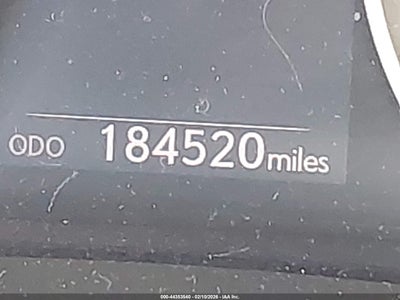 ODO 184520miles
000-44353540 - 02/10/2026 - IAA Inc.